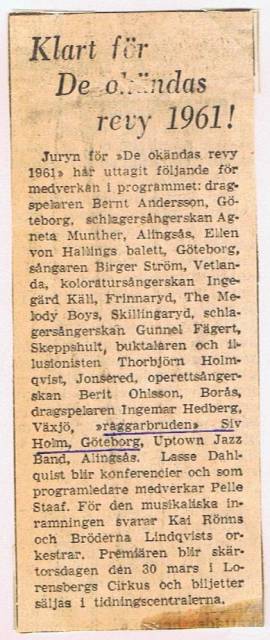 Klart för
De okändas
revy 1961!
Juryn för »De okändas revy
1961» har uttagit följande för
medverkan i programmet: drag-
spelaren Bernt Andersson, Gö-
teborg, schlagersångerskan Ag-
neta Munther, Alingsås, Ellen
von Hallings balett, Göteborg,
sångaren Birger Ström, Vetlan-
da, koloratursångerskan Inge-
gärd Käll, Frinnaryd, The Me-
lody Boys, Skillingaryd, schla-
gersångerskan Gunnel Fägert,
Skeppshult, buktalaren och il-
lusionisten Thorbjörn Holm-
qvist, Jonsered, operettsånger-
skan Berit Ohlsson, Borås,
dragspelaren Ingemar Hedberg,
Växjö, »raggarbruden» Siv
Holm, Göteborg, Uptown Jazz
Band, Alingsås. Lasse Dahl-
quist blir konferencier och som
programledare medverkar Pelle
Staaf. För den musikaliska in-
ramningen svarar Kai Rönns
och Bröderna Lindqvists or-
kestrar. Premiären blir skär-
torsdagen den 30 mars i Lo-
rensbergs Cirkus och biljetter
säljas i tidningscentralerna.